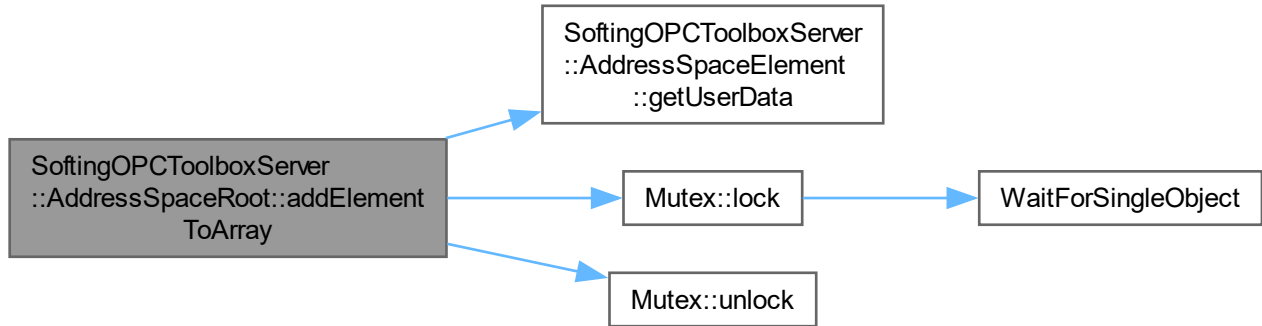 SoftingOPCToolboxServer
::AddressSpaceElement
::getUserData
SoftingOPCToolboxServer
::AddressSpaceRoot::addElement
ToArray
Mutex::lock
WaitForSingleObject
Mutex::unlock